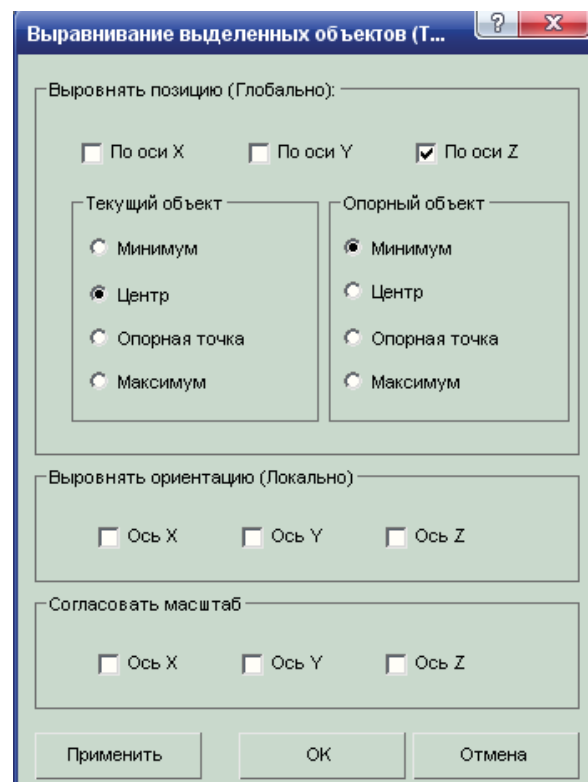 Выравнивание выделенных объектов (Т...
Выровнять позицию (Глобально):
По оси X По оси Y По оси Z
Текущий объект
Минимум
Центр
Опорная точка
Максимум
Опорный объект
Минимум
Центр
Опорная точка
Максимум
Выровнять ориентацию (Локально)
Ось X Ось Y Ось Z
Согласовать масштаб
Ось X Ось Y Ось Z
Применить OK Отмена